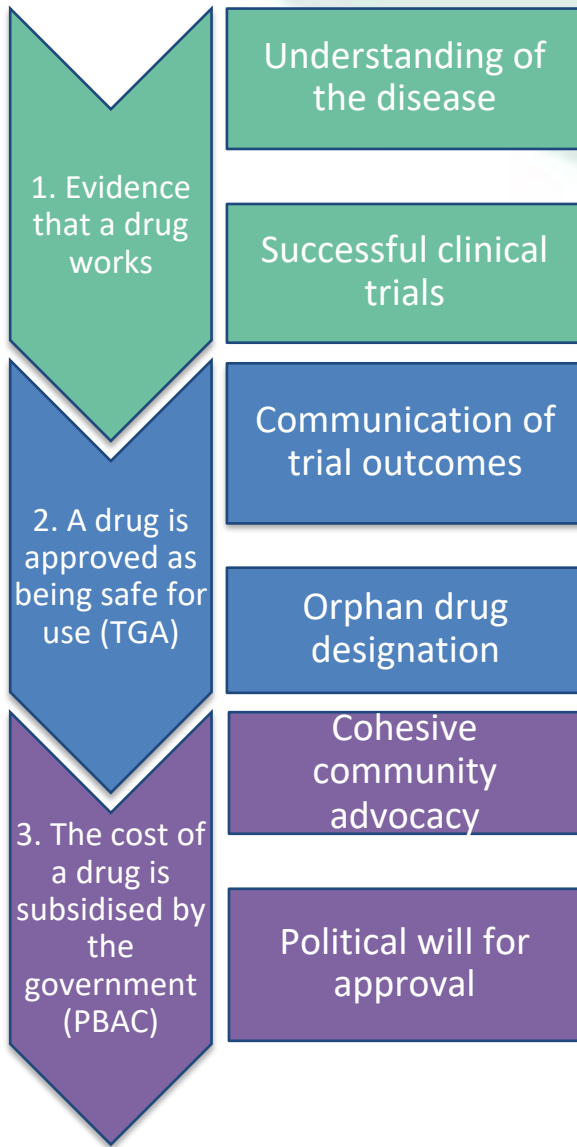 Understanding of
the disease
1. Evidence
that a drug
works
Successful clinical
trials
Communication of
trial outcomes
2. A drug is
approved as
being safe for
use (TGA)
Orphan drug
designation
Cohesive
community
advocacy
3. The cost of
a drug is
subsidised by
the
government
(PBAC)
Political will for
approval